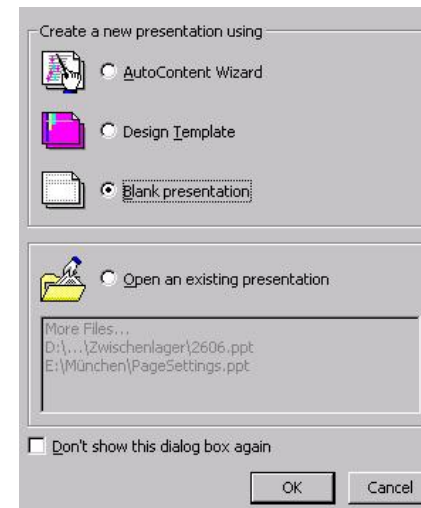 Create a new presentation using
AutoContent Wizard
Design Template
Blank presentation
Open an existing presentation
More Files...
D:\...\Zwischenlager\2606.ppt
E:\München\PageSettings.ppt
Don't show this dialog box again
OK Cancel